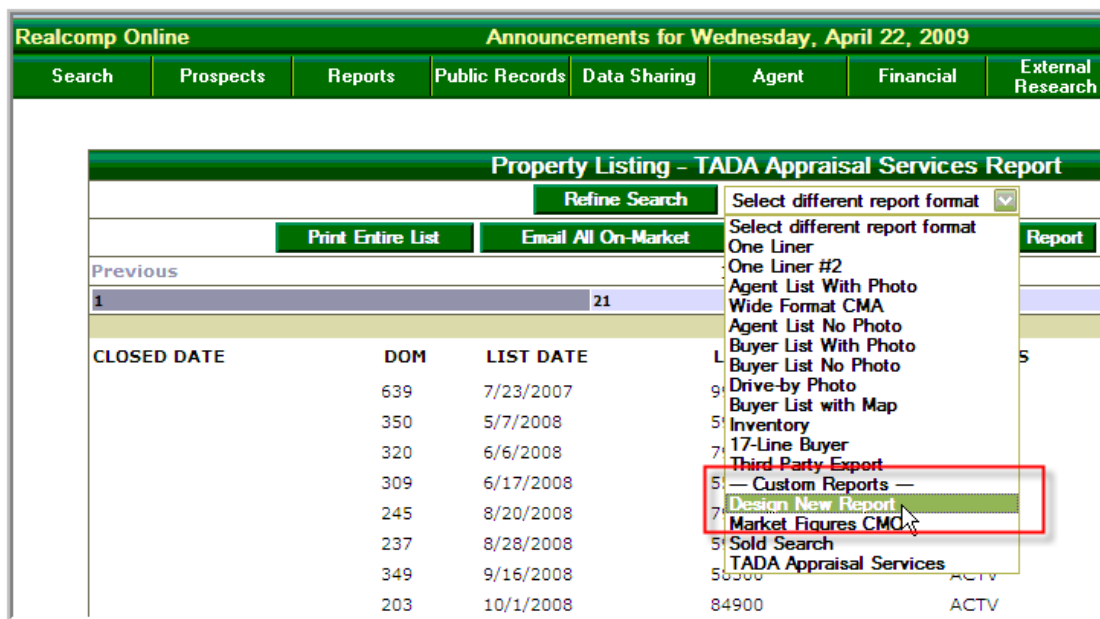 Realcomp Online Announcements for Wednesday, April 22, 2009
Search Prospects Reports Public Records Data Sharing Agent Financial External Research
Property Listing - TADA Appraisal Services Report
Refine Search Select different report format
Print Entire List Email All On-Market Report
Select different report format
One Liner
One Liner #2
Agent List With Photo
Wide Format CMA
Agent List No Photo
Buyer List With Photo
Buyer List No Photo
Drive-by Photo
Buyer List with Map
Inventory
17-Line Buyer
Third Party Export
— Custom Reports —
Design New Report
Market Figures CMO
Sold Search
TADA Appraisal Services
Previous
1 21
CLOSED DATE DOM LIST DATE L S
639 7/23/2007
350 5/7/2008
320 6/6/2008
309 6/17/2008
245 8/20/2008
237 8/28/2008
349 9/16/2008 ACTV
203 10/1/2008 84900 ACTV